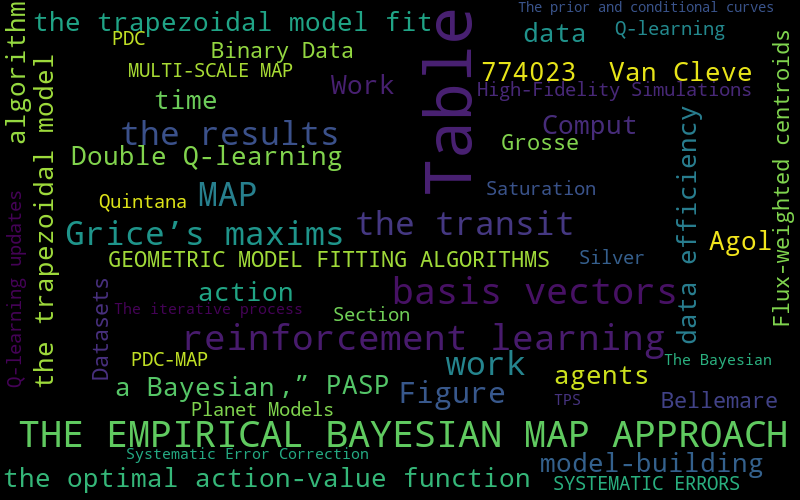 The prior and conditional curves
the trapezoidal model fit
data
Q-learning
PDC
Binary Data
algorithm
Table
MULTI-SCALE MAP
Work
774023
Van Cleve
High-Fidelity Simulations
time
the results
Comput
Grosse
Double Q-learning
the trapezoidal model
Flux-weighted centroids
data efficiency
Quintana
MAP
Saturation
Grice’s maxims
the transit
Agol
Q-learning updates
GEOMETRIC MODEL FITTING ALGORITHMS
Silver
action
basis vectors
Datasets
The iterative process
Section
reinforcement learning
PDC-MAP
work
The Bayesian
a Bayesian
,”
PASP
Figure
agents
TPS
Bellemare
Planet Models
THE EMPIRICAL BAYESIAN MAP APPROACH
Systematic Error Correction
model-building
the optimal action-value function
SYSTEMATIC ERRORS